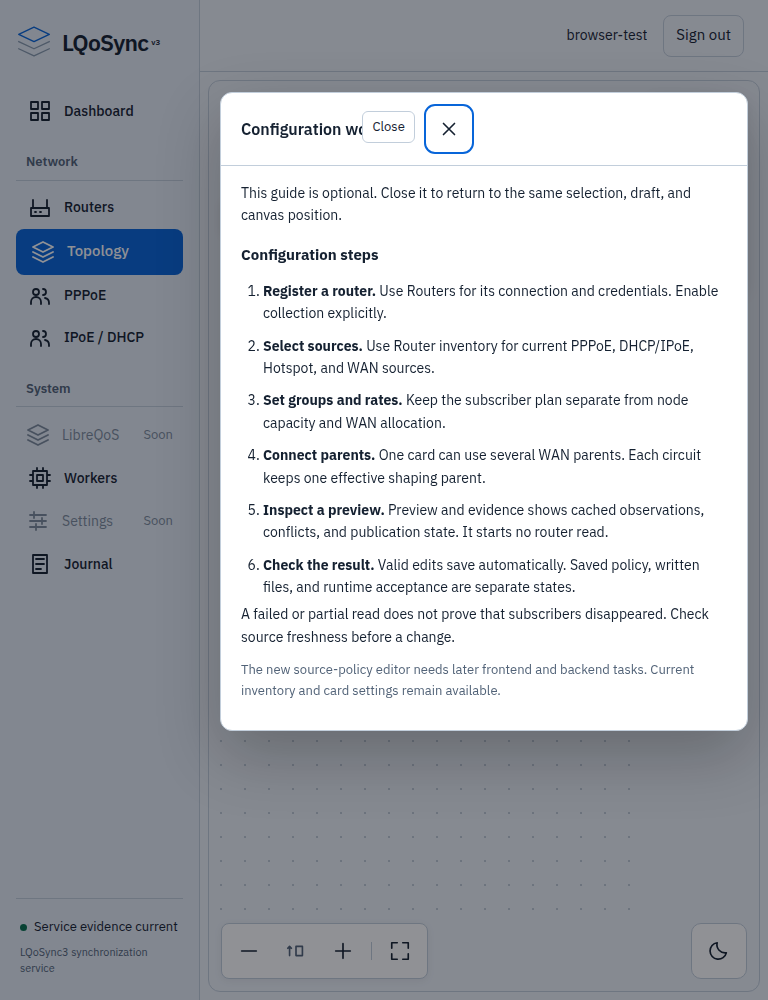 LQoSync v3
browser-test
Sign out
Dashboard
Network
Routers
Topology
PPPoE
IPoE / DHCP
System
LibreQoS Soon
Workers
Settings Soon
Journal
Service evidence current
LQoSync3 synchronization
service
Configuration
Close
This guide is optional. Close it to return to the same selection, draft, and
canvas position.
Configuration steps
1. Register a router. Use Routers for its connection and credentials. Enable
collection explicitly.
2. Select sources. Use Router inventory for current PPPoE, DHCP/IPoE,
Hotspot, and WAN sources.
3. Set groups and rates. Keep the subscriber plan separate from node
capacity and WAN allocation.
4. Connect parents. One card can use several WAN parents. Each circuit
keeps one effective shaping parent.
5. Inspect a preview. Preview and evidence shows cached observations,
conflicts, and publication state. It starts no router read.
6. Check the result. Valid edits save automatically. Saved policy, written
files, and runtime acceptance are separate states.
A failed or partial read does not prove that subscribers disappeared. Check
source freshness before a change.
The new source-policy editor needs later frontend and backend tasks. Current
inventory and card settings remain available.